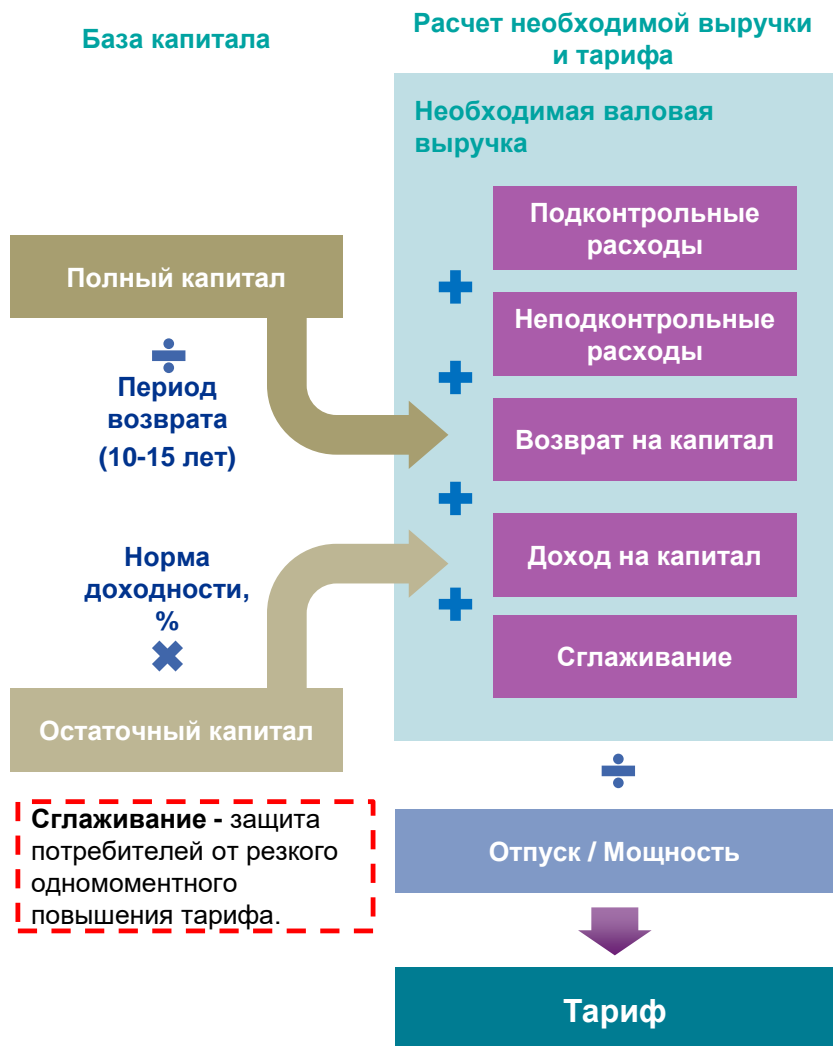 База капитала
Расчет необходимой выручки
и тарифа
Необходимая валовая
выручка
Подконтрольные
расходы
Полный капитал
Неподконтрольные
расходы
Период
возврата
(10-15 лет)
Возврат на капитал
Норма
доходности,
%
Доход на капитал
Сглаживание
Остаточный капитал
Сглаживание - защита
потребителей от резкого
одномоментного
повышения тарифа.
Отпуск / Мощность
Тариф